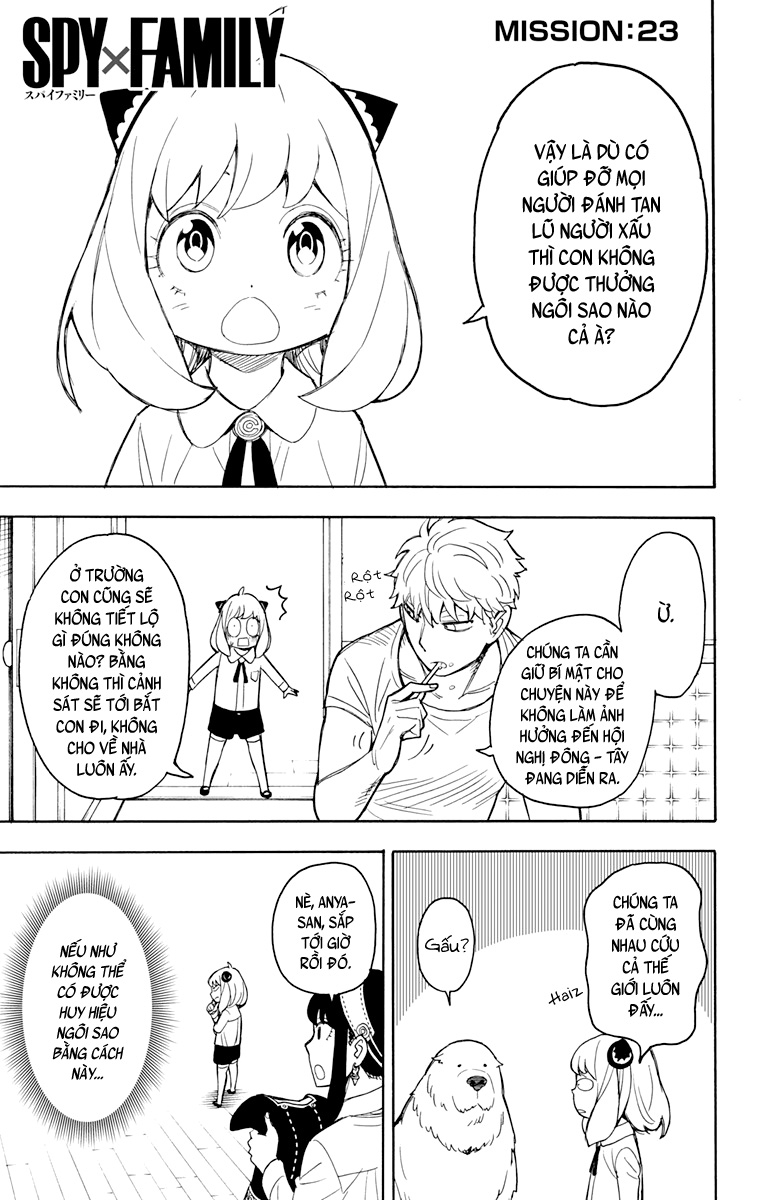 SPY×FAMILY
スパイファミリー
MISSION:23
VẬY LÀ DÙ CÓ
GIÚP ĐỠ MỌI
NGƯỜI ĐÁNH TAN
LŨ NGƯỜI XẤU
THÌ CON KHÔNG
ĐƯỢC THƯỞNG
NGÔI SAO NÀO
CẢ À?
Ừ.
CHÚNG TA CẦN
GIỮ BÍ MẬT CHO
CHUYỆN NÀY ĐỂ
KHÔNG LÀM ẢNH
HƯỞNG ĐẾN HỘI
NGHỊ ĐÔNG - TÂY
ĐANG DIỄN RA.
Rột
Rột
Ở TRƯỜNG
CON CŨNG SẼ
KHÔNG TIẾT LỘ
GÌ ĐÚNG KHÔNG
NÀO? BẰNG
KHÔNG THÌ CẢNH
SÁT SẼ TỚI BẮT
CON ĐI, KHÔNG
CHO VỀ NHÀ
LUÔN ẤY.
CHÚNG TA
ĐÃ CÙNG
NHAU CỨU
CẢ THẾ
GIỚI LUÔN
ĐẤY...
Haiz
Gấu?
NÈ, ANYA-
SAN, SẮP
TỚI GIỜ
RỒI ĐÓ.
NẾU NHƯ
KHÔNG THỂ
CÓ ĐƯỢC
HUY HIỆU
NGÔI SAO
BẰNG CÁCH
NÀY...